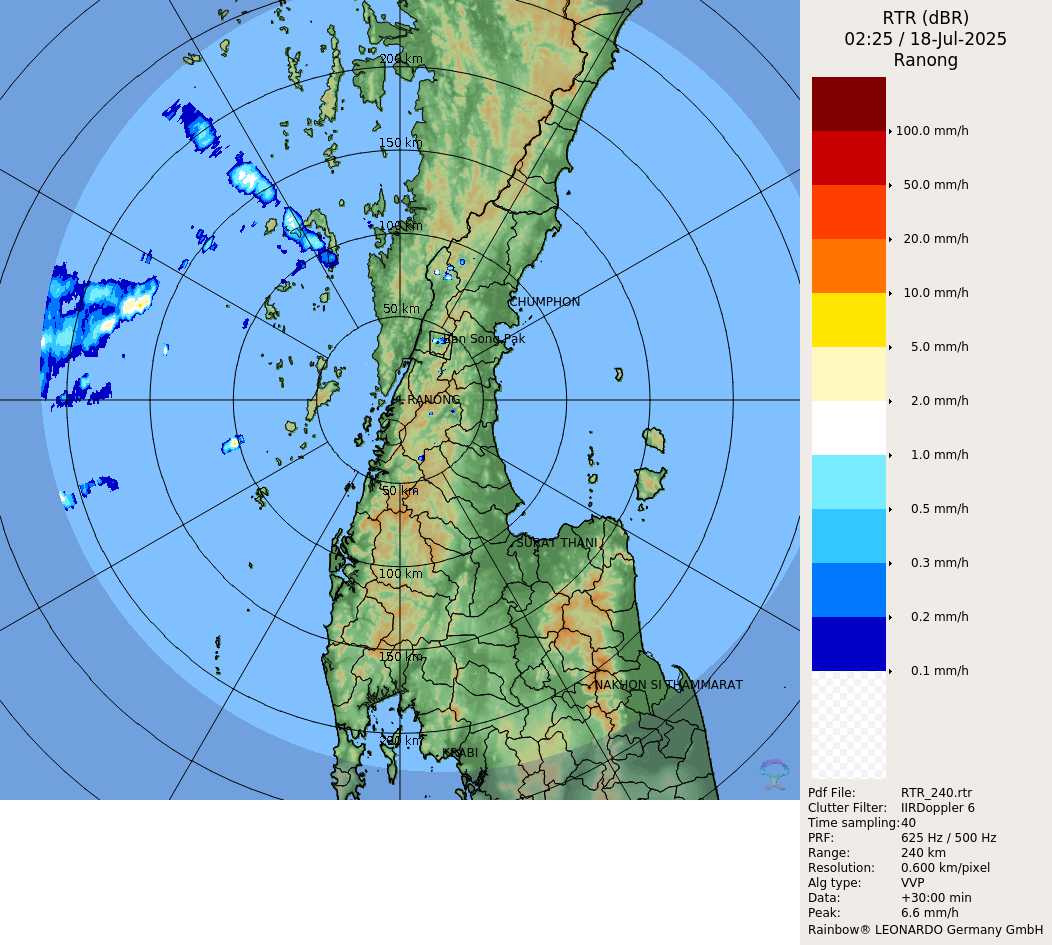 RTR (dBR)
02:25 / 18-Jul-2025
Ranong
200 km
150 km
100 km
50 km
CHUMPHON
Ban Song Pak
RANONG
50 km
SURAT THANI
100 km
150 km
NAKHON SI THAMMARAT
200 km
KRABI
100.0 mm/h
50.0 mm/h
20.0 mm/h
10.0 mm/h
5.0 mm/h
2.0 mm/h
1.0 mm/h
0.5 mm/h
0.3 mm/h
0.2 mm/h
0.1 mm/h
Pdf File: RTR_240.rtr
Clutter Filter: IIRDoppler 6
Time sampling:40
PRF: 625 Hz / 500 Hz
Range: 240 km
Resolution: 0.600 km/pixel
Alg type: VVP
Data: +30:00 min
Peak: 6.6 mm/h
Rainbow® LEONARDO Germany GmbH